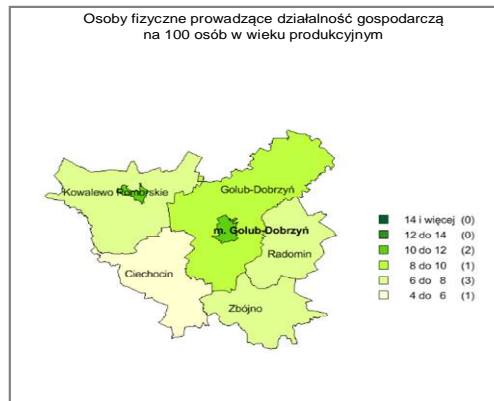 Osoby fizyczne prowadzące działalność gospodarczą
na 100 osób w wieku produkcyjnym
Kowalewo Pomorskie
Golub-Dobrzyń
m. Golub-Dobrzyń
Radomin
Ciechocin
Zbójno
14 i więcej (0)
12 do 14 (0)
10 do 12 (2)
8 do 10 (1)
6 do 8 (3)
4 do 6 (1)